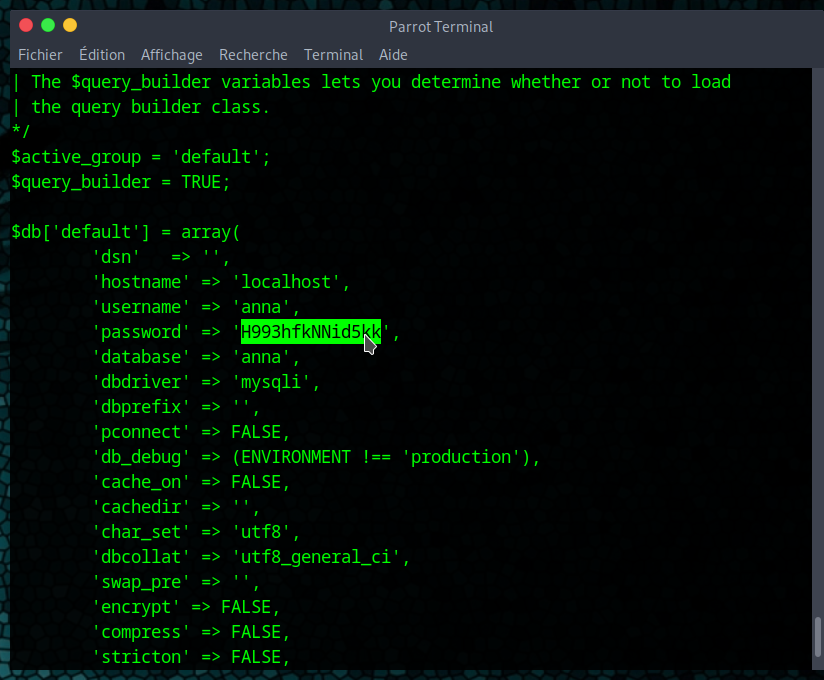 Parrot Terminal
Fichier Édition Affichage Recherche Terminal Aide
| The $query_builder variables lets you determine whether or not to load
| the query builder class.
*/
$active_group = 'default';
$query_builder = TRUE;

$db['default'] = array(
        'dsn'   => '',
        'hostname' => 'localhost',
        'username' => 'anna',
        'password' => 'H993hfkNNid5kk',
        'database' => 'anna',
        'dbdriver' => 'mysqli',
        'dbprefix' => '',
        'pconnect' => FALSE,
        'db_debug' => (ENVIRONMENT !== 'production'),
        'cache_on' => FALSE,
        'cachedir' => '',
        'char_set' => 'utf8',
        'dbcollat' => 'utf8_general_ci',
        'swap_pre' => '',
        'encrypt' => FALSE,
        'compress' => FALSE,
        'stricton' => FALSE,